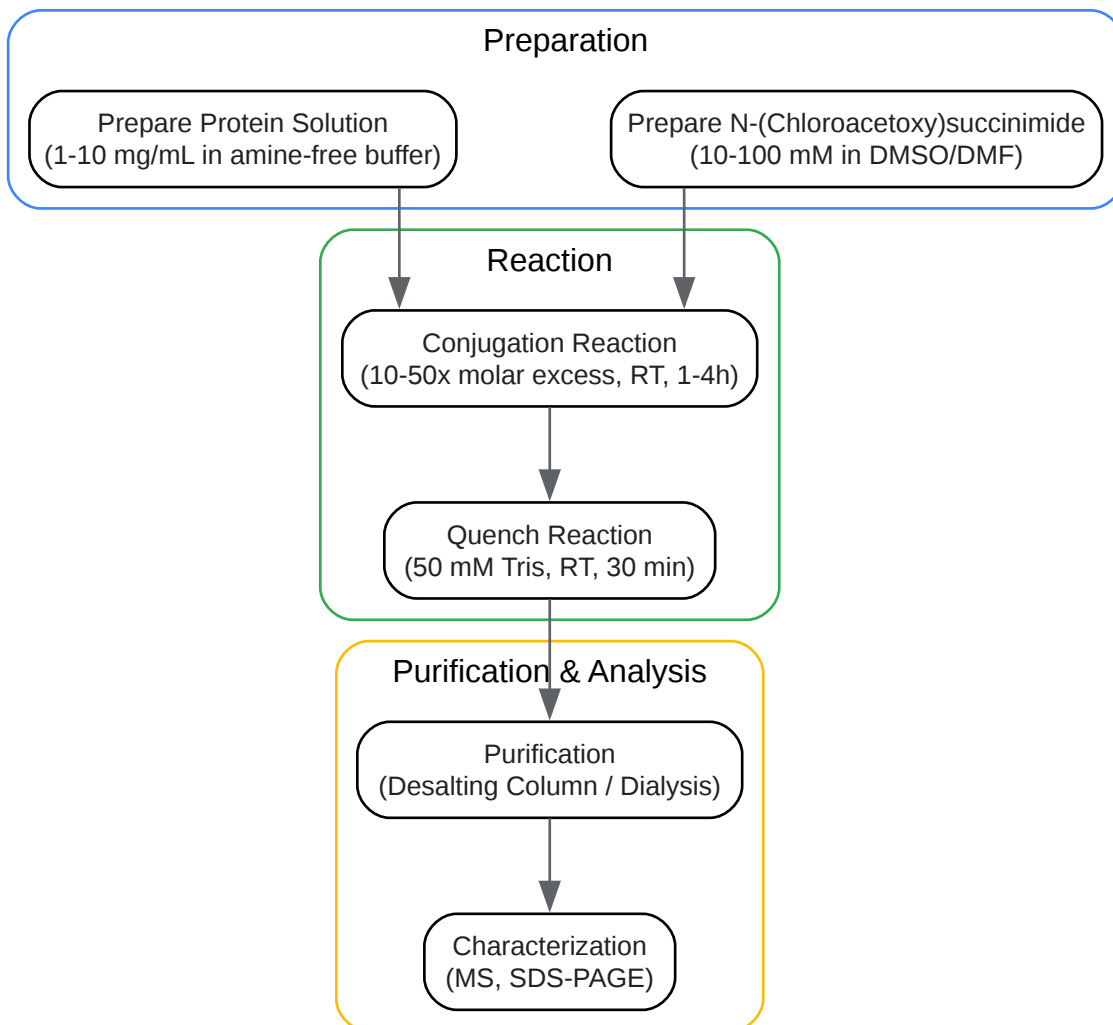 Preparation
Prepare Protein Solution
(1-10 mg/mL in amine-free buffer)
Prepare N-(Chloroacetoxy)succinimide
(10-100 mM in DMSO/DMF)
Reaction
Conjugation Reaction
(10-50x molar excess, RT, 1-4h)
Quench Reaction
(50 mM Tris, RT, 30 min)
Purification & Analysis
Purification
(Desalting Column / Dialysis)
Characterization
(MS, SDS-PAGE)